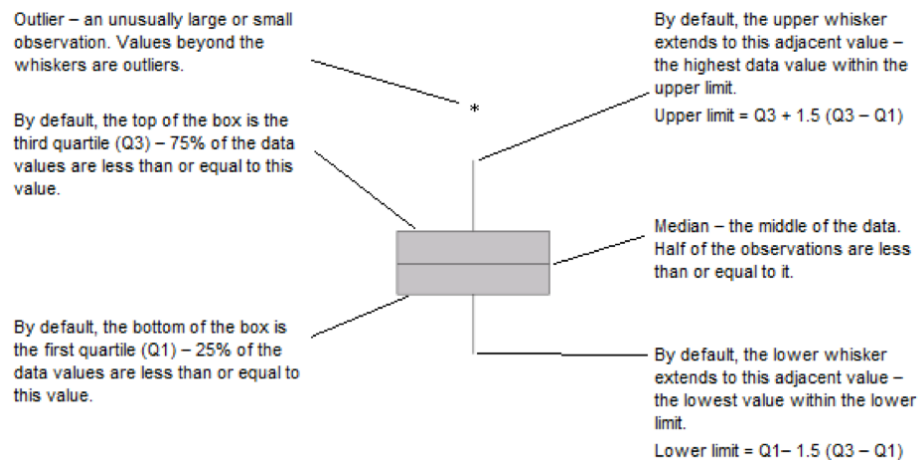 Outlier – an unusually large or small
observation. Values beyond the
whiskers are outliers.
By default, the top of the box is the
third quartile (Q3) – 75% of the data
values are less than or equal to this
value.
By default, the bottom of the box is
the first quartile (Q1) – 25% of the
data values are less than or equal to
this value.
*
By default, the upper whisker
extends to this adjacent value –
the highest data value within the
upper limit.
Upper limit = Q3 + 1.5 (Q3 – Q1)
Median – the middle of the data.
Half of the observations are less
than or equal to it.
By default, the lower whisker
extends to this adjacent value –
the lowest value within the lower
limit.
Lower limit = Q1– 1.5 (Q3 – Q1)